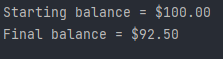 Starting balance = $100.00
Final balance = $92.50